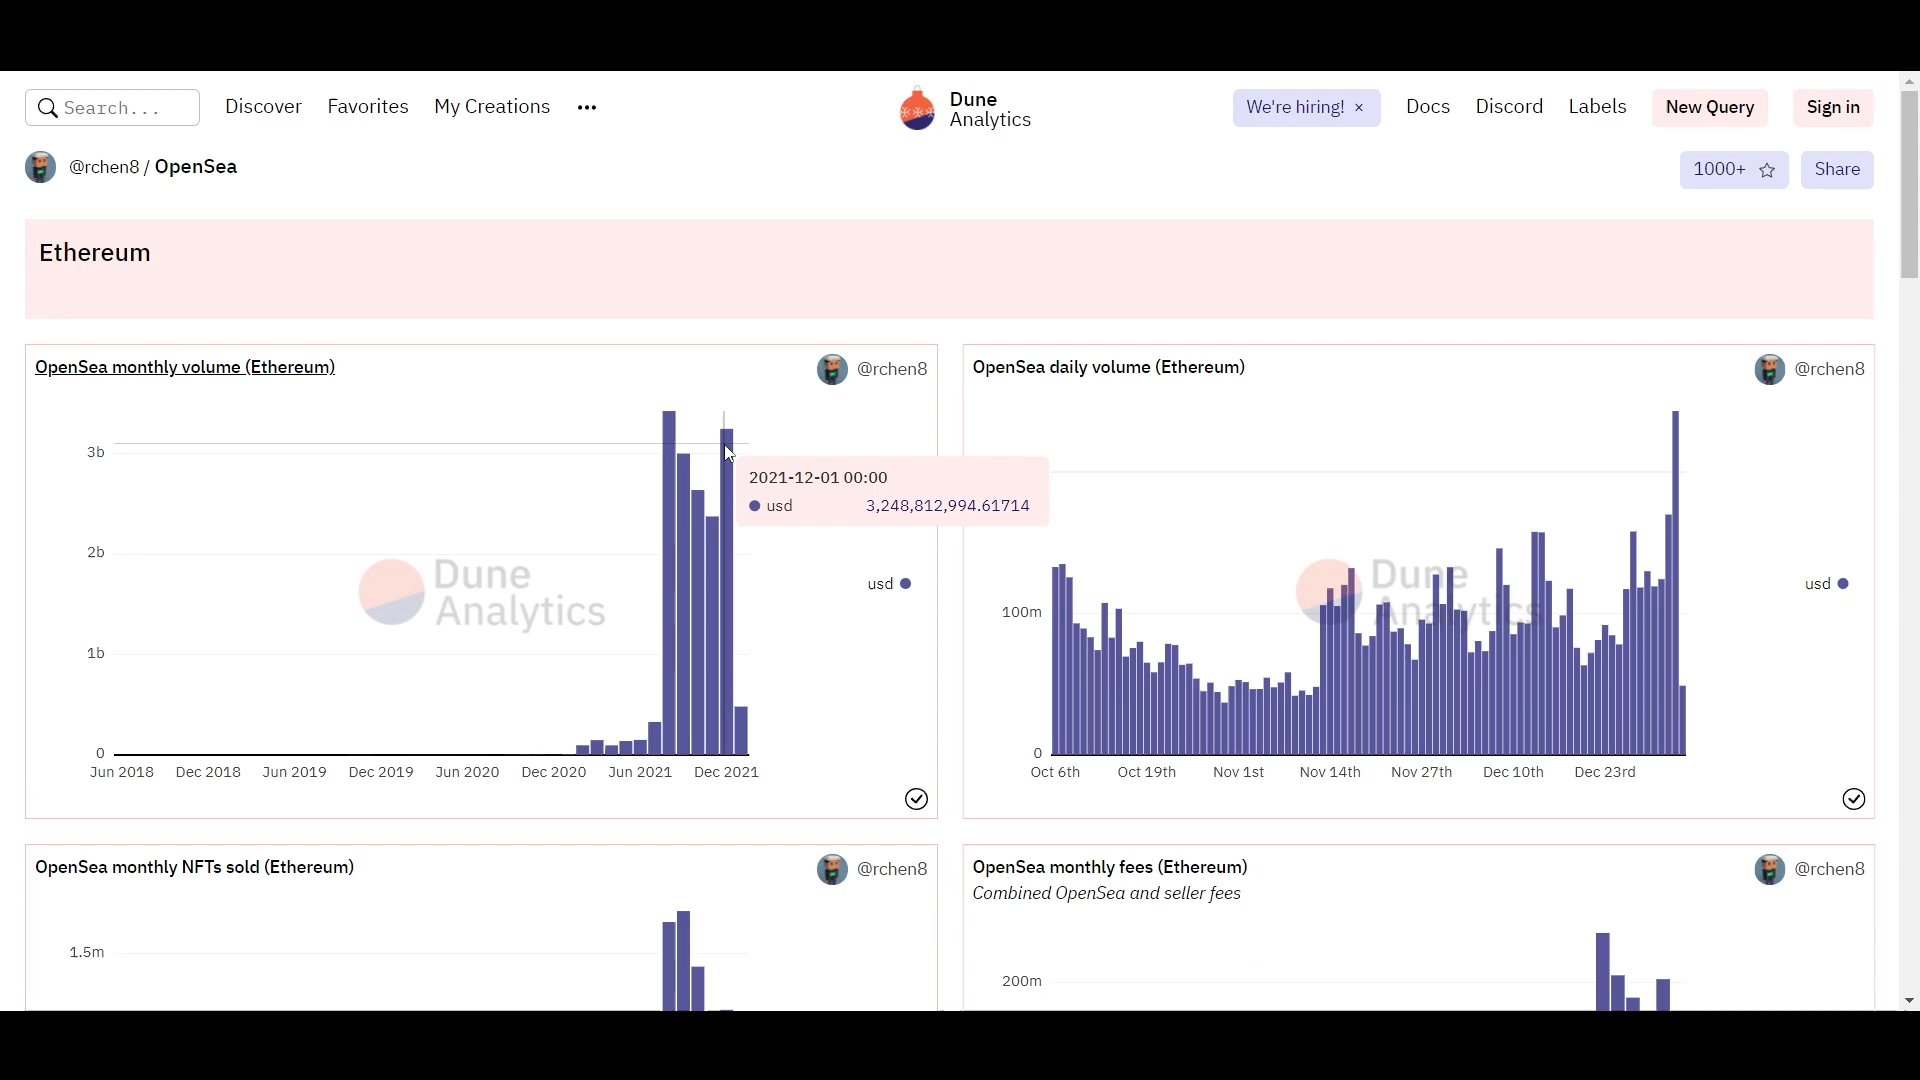 Search...
Discover
Favorites
My Creations
Dune
Analytics
We're hiring! ×
Docs
Discord
Labels
New Query
Sign in
@rchen8 / OpenSea
1000+
Share
Ethereum
OpenSea monthly volume (Ethereum)
@rchen8
3b
2b
1b
0
Jun 2018
Dec 2018
Jun 2019
Dec 2019
Jun 2020
Dec 2020
Jun 2021
Dec 2021
2021-12-01 00:00
usd 3,248,812,994.61714
Dune
Analytics
usd
OpenSea daily volume (Ethereum)
@rchen8
100m
0
Oct 6th
Oct 19th
Nov 1st
Nov 14th
Nov 27th
Dec 10th
Dec 23rd
Dune
Analytics
usd
OpenSea monthly NFTs sold (Ethereum)
@rchen8
1.5m
OpenSea monthly fees (Ethereum)
Combined OpenSea and seller fees
@rchen8
200m